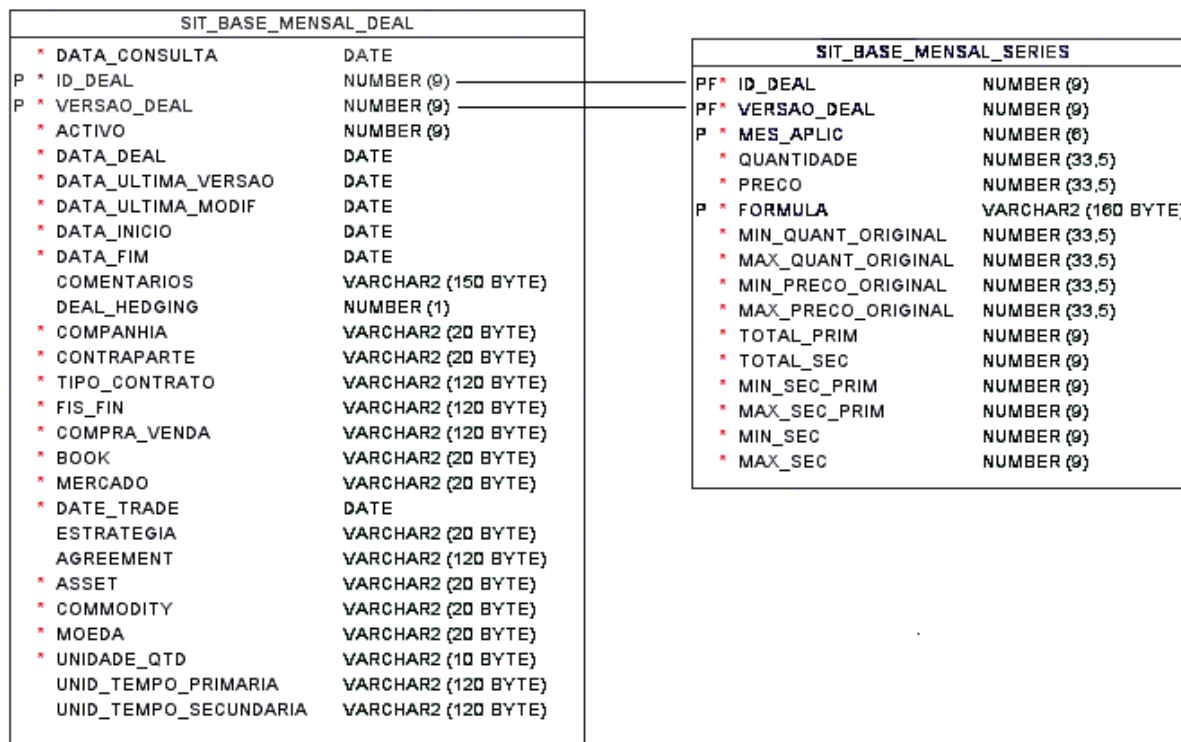 SIT_BASE_MENSAL_DEAL
* DATA_CONSULTA DATE
P * ID_DEAL NUMBER (9)
P * VERSAO_DEAL NUMBER (9)
* ACTIVO NUMBER (9)
* DATA_DEAL DATE
* DATA_ULTIMA_VERSAO DATE
* DATA_ULTIMA_MODIF DATE
* DATA_INICIO DATE
* DATA_FIM DATE
COMENTARIOS VARCHAR2 (150 BYTE)
DEAL_HEDGING NUMBER (1)
* COMPANHIA VARCHAR2 (20 BYTE)
* CONTRAPARTE VARCHAR2 (20 BYTE)
* TIPO_CONTRATO VARCHAR2 (120 BYTE)
* FIS_FIN VARCHAR2 (120 BYTE)
* COMPRA_VENDA VARCHAR2 (120 BYTE)
* BOOK VARCHAR2 (20 BYTE)
* MERCADO VARCHAR2 (20 BYTE)
* DATE_TRADE DATE
ESTRATEGIA VARCHAR2 (20 BYTE)
AGREEMENT VARCHAR2 (120 BYTE)
* ASSET VARCHAR2 (20 BYTE)
* COMMODITY VARCHAR2 (20 BYTE)
* MOEDA VARCHAR2 (20 BYTE)
* UNIDADE_QTD VARCHAR2 (10 BYTE)
UNID_TEMPO_PRIMARIA VARCHAR2 (120 BYTE)
UNID_TEMPO_SECUNDARIA VARCHAR2 (120 BYTE)
SIT_BASE_MENSAL_SERIES
PF* ID_DEAL NUMBER (9)
PF* VERSAO_DEAL NUMBER (9)
P * MES_APLIC NUMBER (6)
* QUANTIDADE NUMBER (33,5)
* PRECO NUMBER (33,5)
P * FORMULA VARCHAR2 (160 BYTE)
* MIN_QUANT_ORIGINAL NUMBER (33,5)
* MAX_QUANT_ORIGINAL NUMBER (33,5)
* MIN_PRECO_ORIGINAL NUMBER (33,5)
* MAX_PRECO_ORIGINAL NUMBER (33,5)
* TOTAL_PRIM NUMBER (9)
* TOTAL_SEC NUMBER (9)
* MIN_SEC_PRIM NUMBER (9)
* MAX_SEC_PRIM NUMBER (9)
* MIN_SEC NUMBER (9)
* MAX_SEC NUMBER (9)